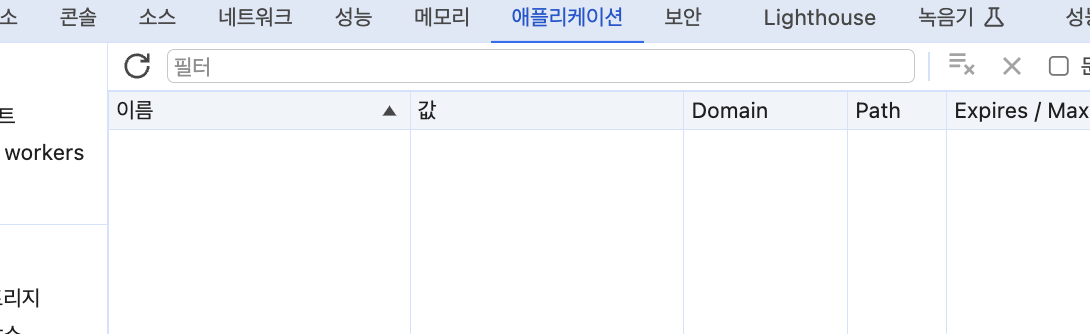 소 콘솔 소스 네트워크 성능 메모리 애플리케이션 보안 Lighthouse 녹음기
필터
이름 값 Domain Path Expires / Max
트
workers
트리지